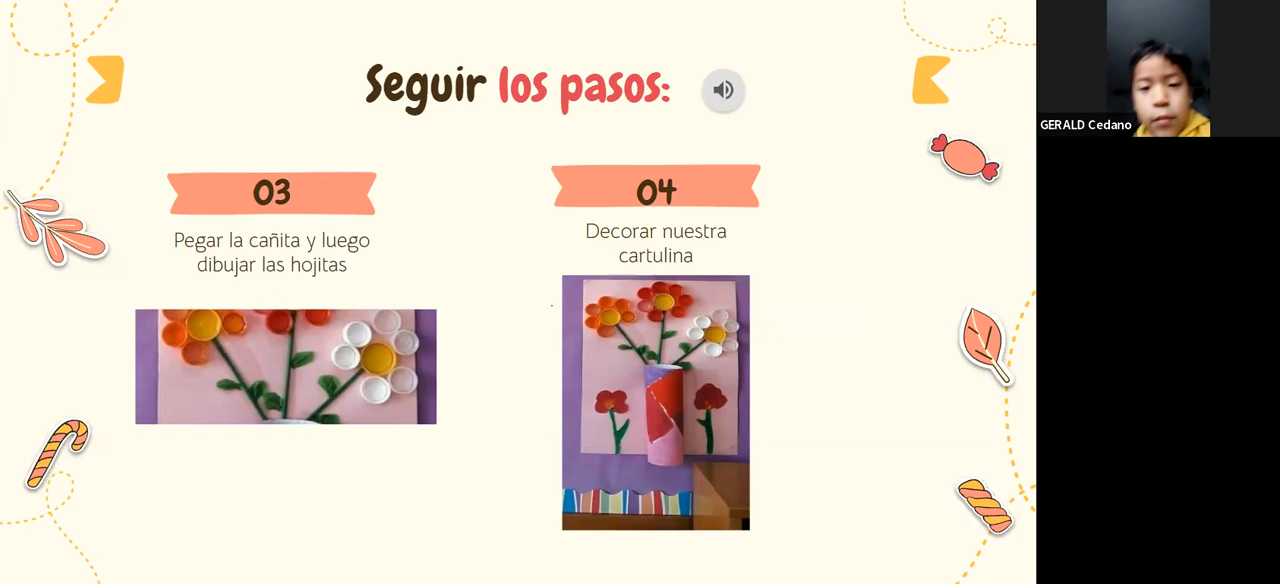 Seguir los pasos:
03
Pegar la cañita y luego
dibujar las hojitas
04
Decorar nuestra
cartulina
GERALD Cedano